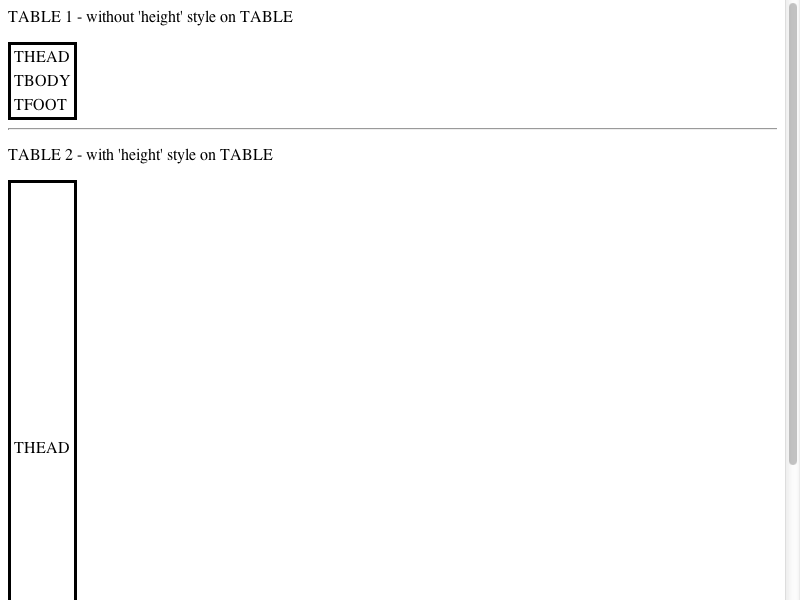 TABLE 1 - without 'height' style on TABLE
THEAD
TBODY
TFOOT
TABLE 2 - with 'height' style on TABLE
THEAD